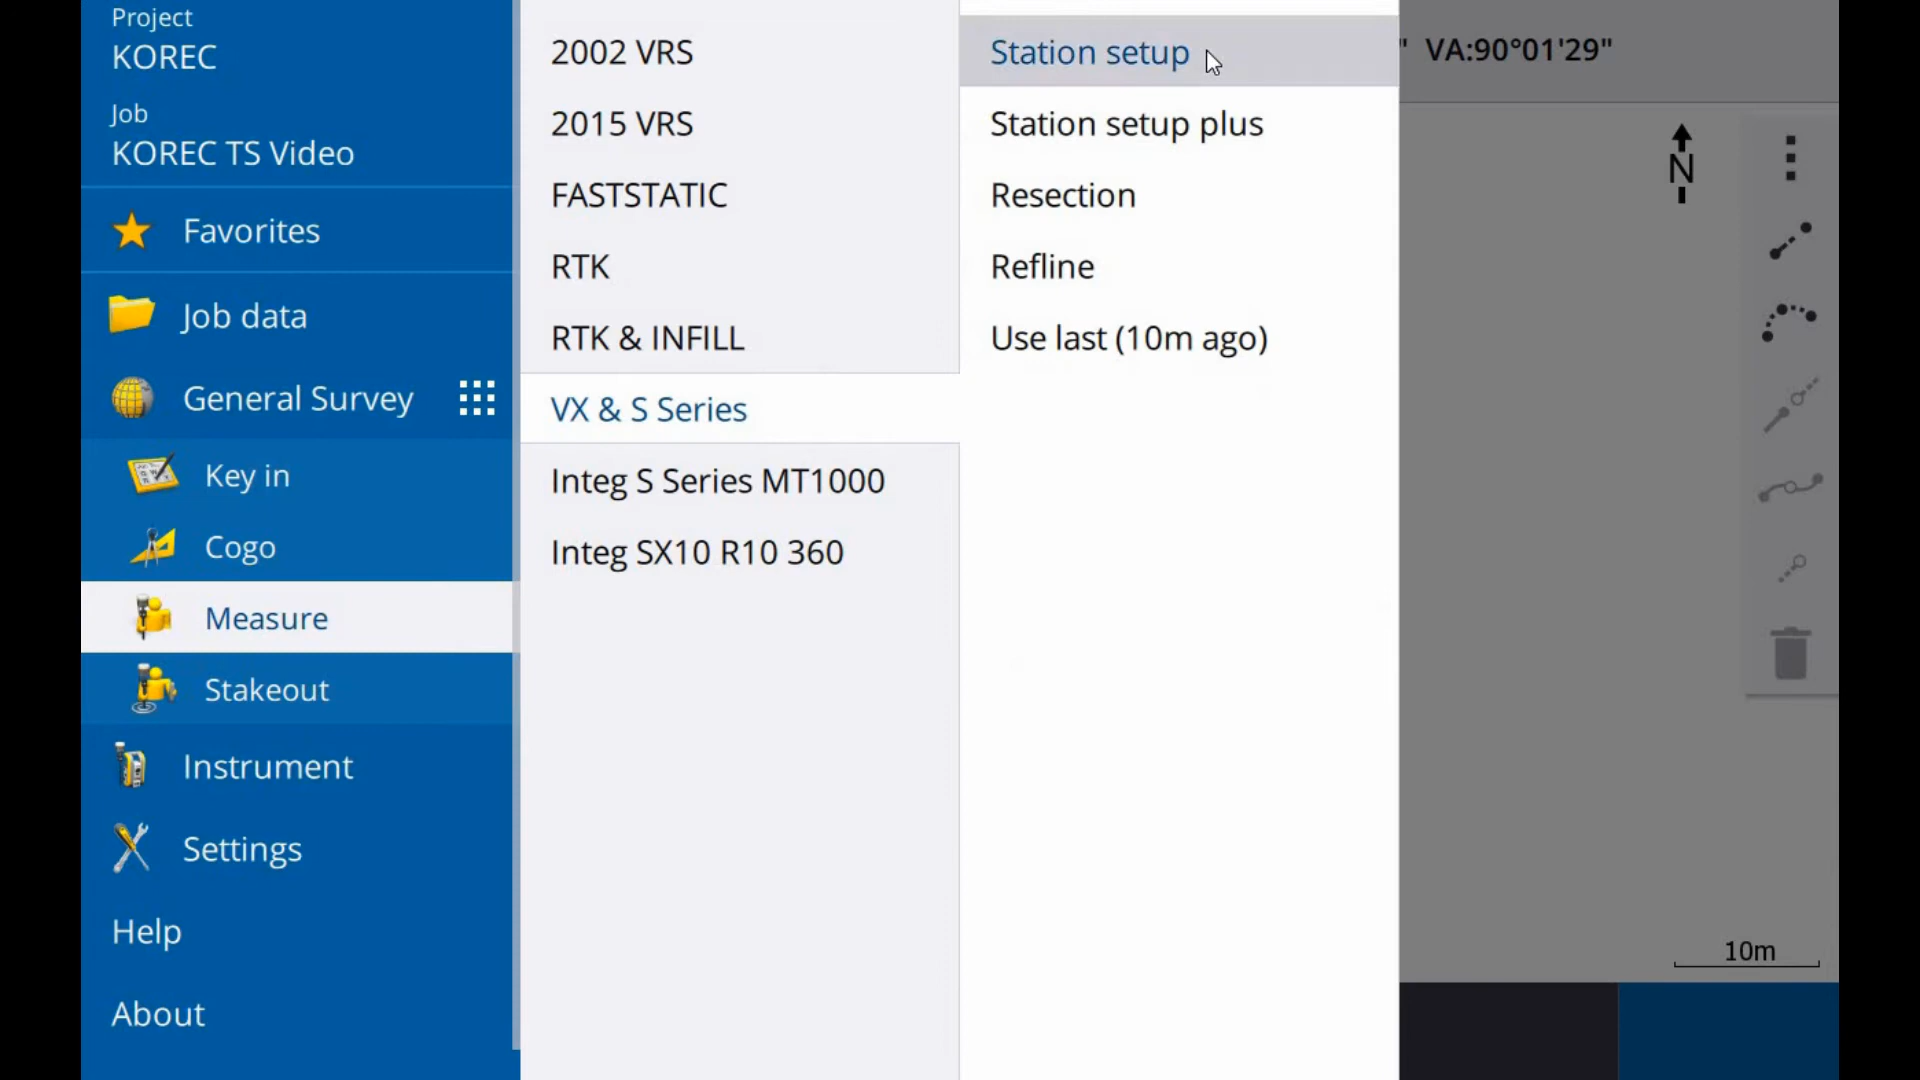 Project
KOREC
Job
KOREC TS Video
Favorites
Job data
General Survey
Key in
Cogo
Measure
Stakeout
Instrument
Settings
Help
About
2002 VRS
2015 VRS
FASTSTATIC
RTK
RTK & INFILL
VX & S Series
Integ S Series MT1000
Integ SX10 R10 360
Station setup
Station setup plus
Resection
Refline
Use last (10m ago)
" VA:90°01'29"
N
10m